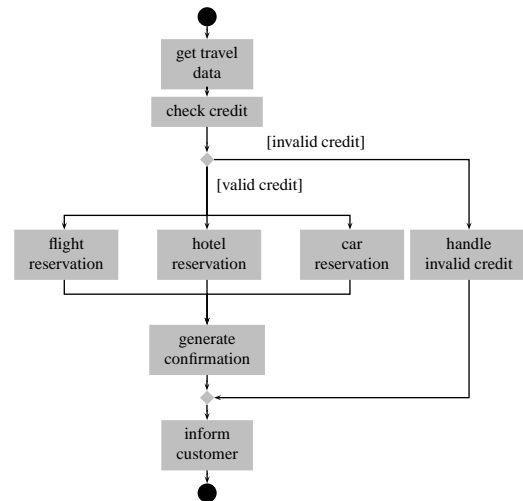 get travel
data
check credit
[invalid credit]
[valid credit]
flight
reservation
hotel
reservation
car
reservation
handle
invalid credit
generate
confirmation
inform
customer